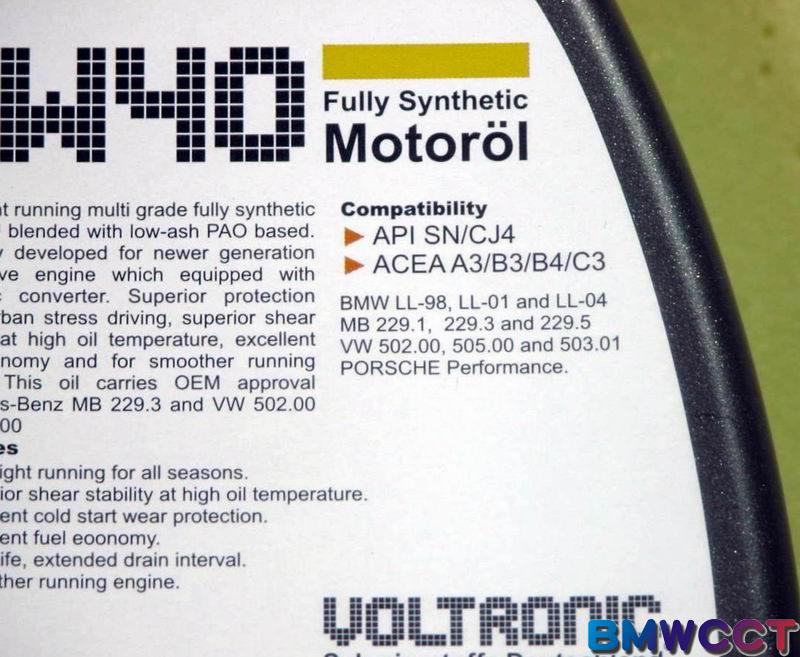 W40
Fully Synthetic
Motoröl
running multi grade fully synthetic
blended with low-ash PAO based.
developed for newer generation
engine which equipped with
converter. Superior protection
stress driving, superior shear
at high oil temperature, excellent
and for smoother running
This oil carries OEM approval
MB 229.3 and VW 502.00
00
Compatibility
API SN/CJ4
ACEA A3/B3/B4/C3
BMW LL-98, LL-01 and LL-04
MB 229.1, 229.3 and 229.5
VW 502.00, 505.00 and 503.01
PORSCHE Performance.
running for all seasons.
shear stability at high oil temperature.
cold start wear protection.
fuel eoonomy.
extended drain interval.
running engine.
VOLTRONIC
BMWCCT